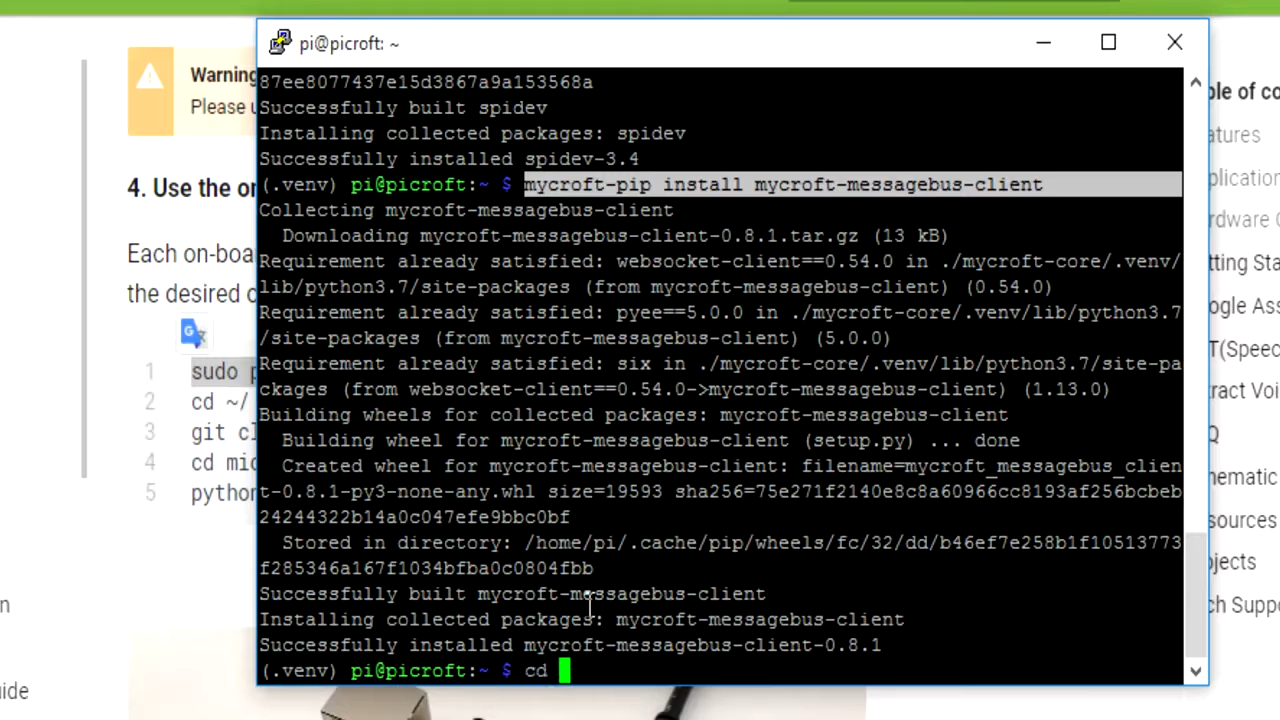 pi@picroft: ~
87ee8077437e15d3867a9a153568a
Successfully built spidev
Installing collected packages: spidev
Successfully installed spidev-3.4
(.venv) pi@picroft:~ $ mycroft-pip install mycroft-messagebus-client
Collecting mycroft-messagebus-client
Downloading mycroft-messagebus-client-0.8.1.tar.gz (13 kB)
Requirement already satisfied: websocket-client==0.54.0 in ./mycroft-core/.venv/
lib/python3.7/site-packages (from mycroft-messagebus-client) (0.54.0)
Requirement already satisfied: pyee==5.0.0 in ./mycroft-core/.venv/lib/python3.7
/site-packages (from mycroft-messagebus-client) (5.0.0)
Requirement already satisfied: six in ./mycroft-core/.venv/lib/python3.7/site-pa
ckages (from websocket-client==0.54.0->mycroft-messagebus-client) (1.13.0)
Building wheels for collected packages: mycroft-messagebus-client
Building wheel for mycroft-messagebus-client (setup.py) ... done
Created wheel for mycroft-messagebus-client: filename=mycroft_messagebus_clien
t-0.8.1-py3-none-any.whl size=19593 sha256=75e271f2140e8c8a60966cc8193af256bcbeb
24244322b14a0c047efe9bbc0bf
Stored in directory: /home/pi/.cache/pip/wheels/fc/32/dd/b46ef7e258b1f10513773
f285346a167f1034bfba0c0804fbb
Successfully built mycroft-messagebus-client
Installing collected packages: mycroft-messagebus-client
Successfully installed mycroft-messagebus-client-0.8.1
(.venv) pi@picroft:~ $ cd
Warning
Please u
4. Use the on
Each on-boa
the desired c
G
1 sudo p
2 cd ~/
3 git cl
4 cd mic
5 python
n
uide
ble of co
atures
plication
rdware O
tting Sta
ogle Ass
T(Speec
tract Voi
Q
hematic
sources
ojects
ch Suppo